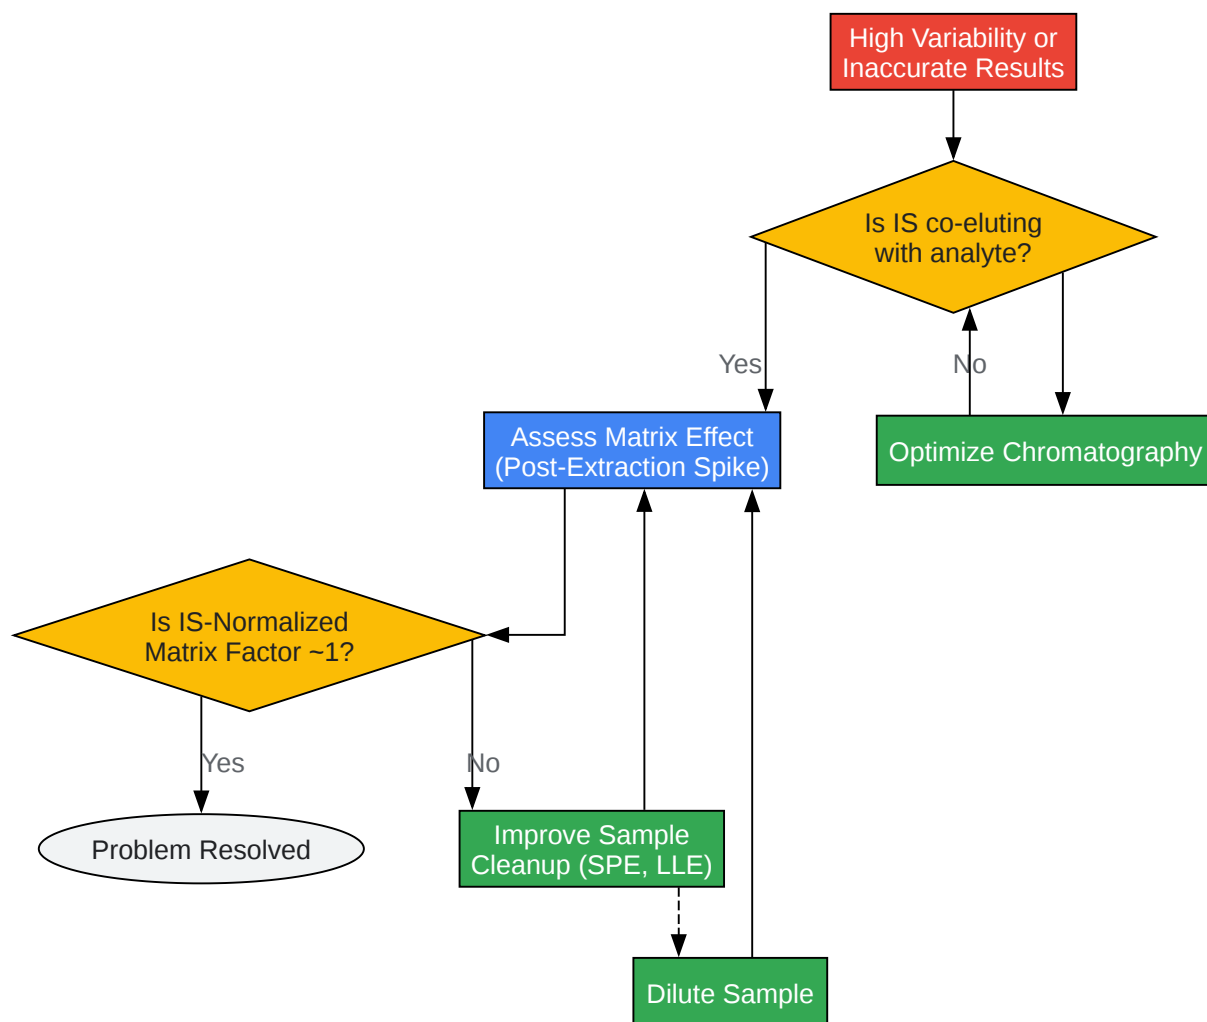 High Variability or
Inaccurate Results
Is IS co-eluting
with analyte?
Yes
No
Assess Matrix Effect
(Post-Extraction Spike)
Optimize Chromatography
Is IS-Normalized
Matrix Factor ~1?
Yes
No
Problem Resolved
Improve Sample
Cleanup (SPE, LLE)
Dilute Sample